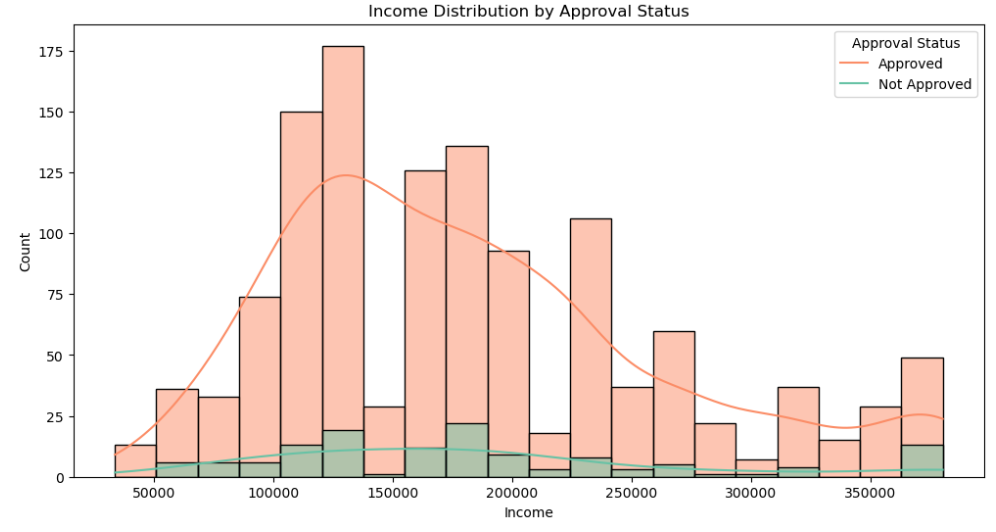 Income Distribution by Approval Status
Approval Status
Approved
Not Approved
175
150
125
100
75
50
25
0
Count
50000 100000 150000 200000 250000 300000 350000
Income